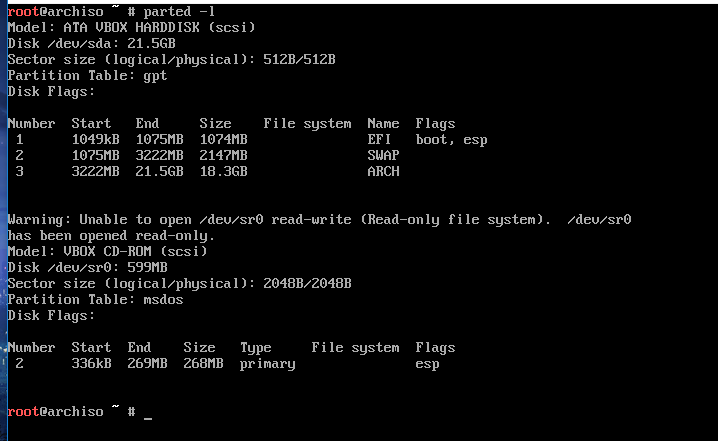 root@archiso ~ # parted -l
Model: ATA VBOX HARDDISK (scsi)
Disk /dev/sda: 21.5GB
Sector size (logical/physical): 512B/512B
Partition Table: gpt
Disk Flags:
Number  Start   End     Size    File system  Name  Flags
 1      1049kB  1075MB  1074MB               EFI   boot, esp
 2      1075MB  3222MB  2147MB               SWAP
 3      3222MB  21.5GB  18.3GB               ARCH
Warning: Unable to open /dev/sr0 read-write (Read-only file system).  /dev/sr0
has been opened read-only.
Model: VBOX CD-ROM (scsi)
Disk /dev/sr0: 599MB
Sector size (logical/physical): 2048B/2048B
Partition Table: msdos
Disk Flags:
Number  Start  End    Size   Type     File system  Flags
 2      336kB  269MB  268MB  primary               esp
root@archiso ~ # _